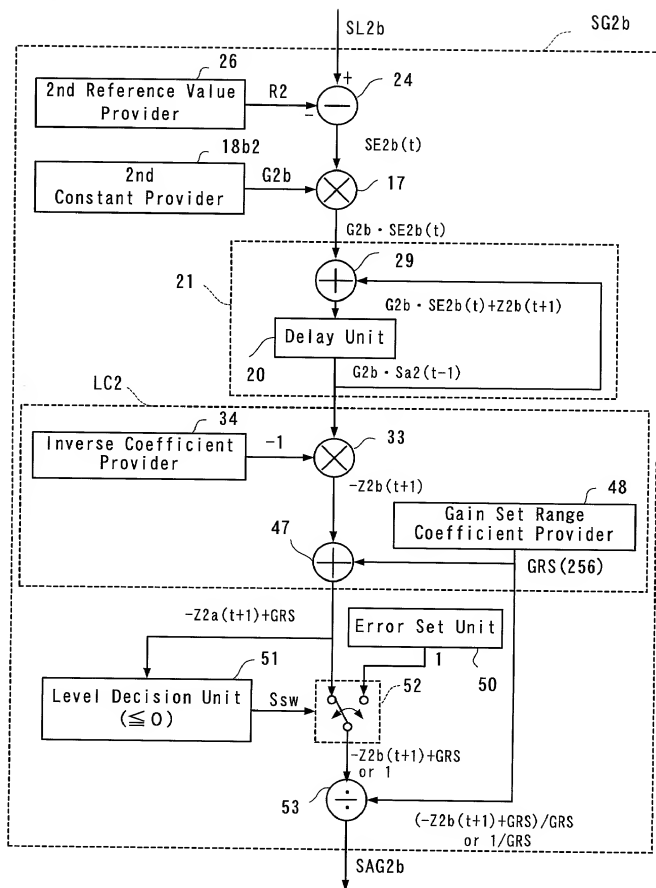 SL2b
SG2b
26
2nd Reference Value
Provider
R2
+
−
−
24
SE2b(t)
18b2
2nd
Constant Provider
G2b
×
17
G2b · SE2b(t)
21
+
29
G2b · SE2b(t)+Z2b(t+1)
Delay Unit
20
G2b · Sa2(t-1)
LC2
34
Inverse Coefficient
Provider
-1
×
33
-Z2b(t+1)
48
Gain Set Range
Coefficient Provider
47
+
GRS(256)
-Z2a(t+1)+GRS
Error Set Unit
50
1
51
Level Decision Unit
(≦0)
Ssw
52
-Z2b(t+1)+GRS
or 1
53
÷
(-Z2b(t+1)+GRS)/GRS
or 1/GRS
SAG2b